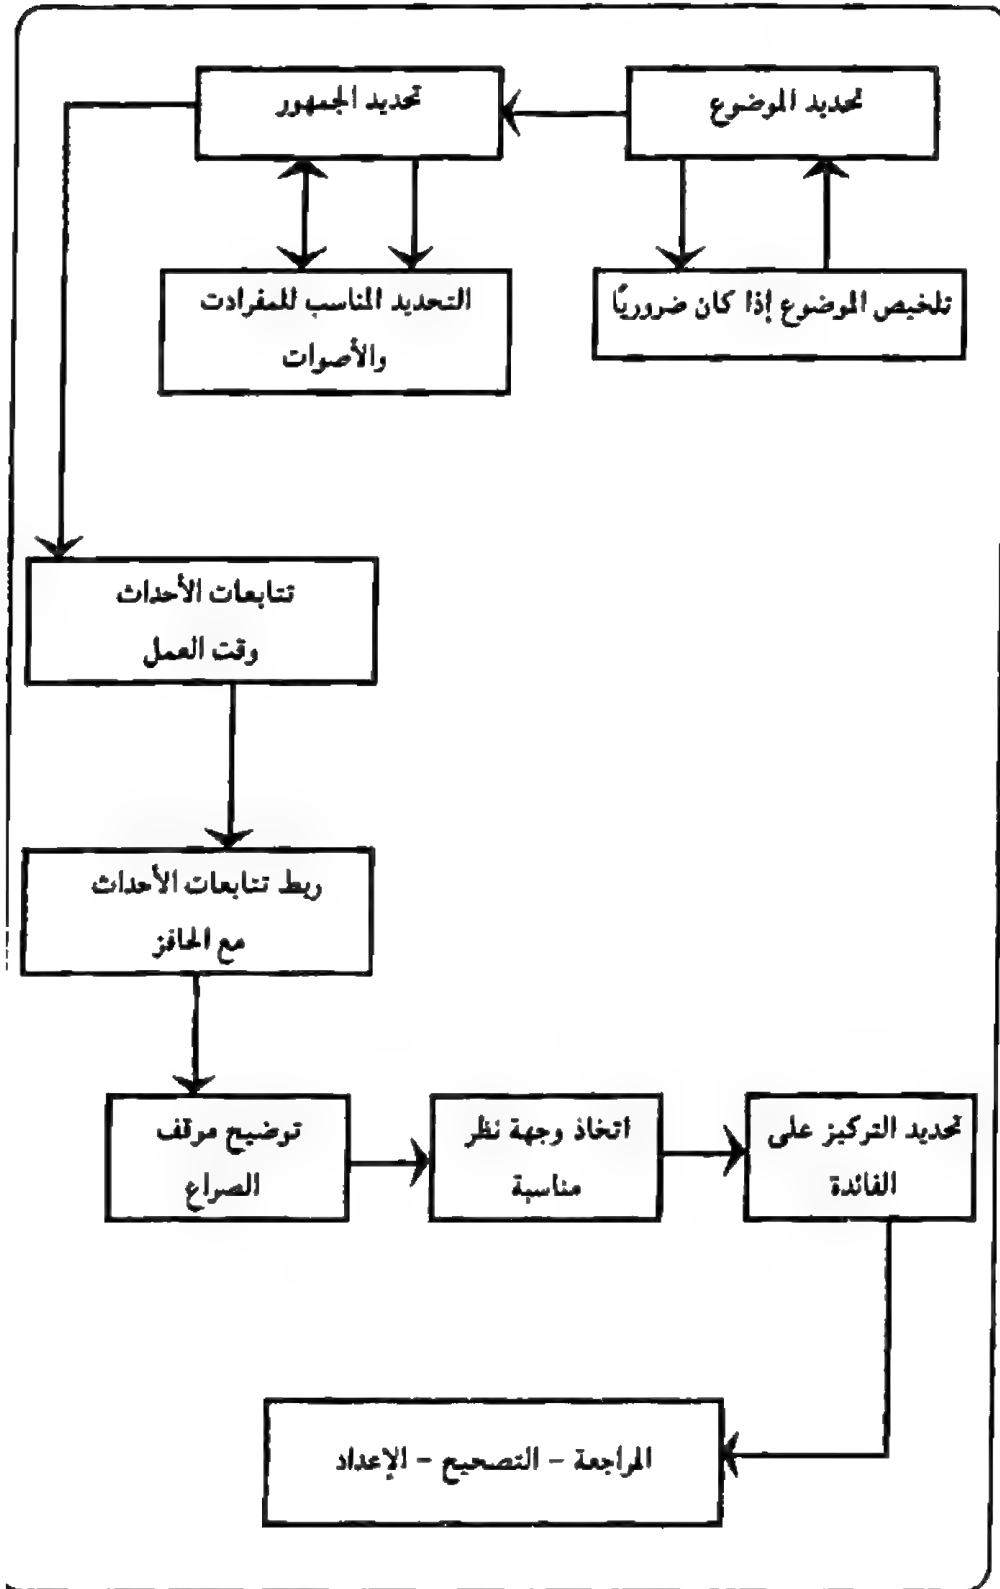 تحديد الموضوع
تحديد الجمهور
تلخيص الموضوع إذا كان ضروريًا
التحديد المناسب للمفرادت
والأصوات
تتابعات الأحداث
وقت العمل
ربط تتابعات الأحداث
مع الحافز
توضيح موقف
الصراع
اتخاذ وجهة نظر
مناسبة
تحديد التركيز على
الفائدة
المراجعة - التصحيح - الإعداد